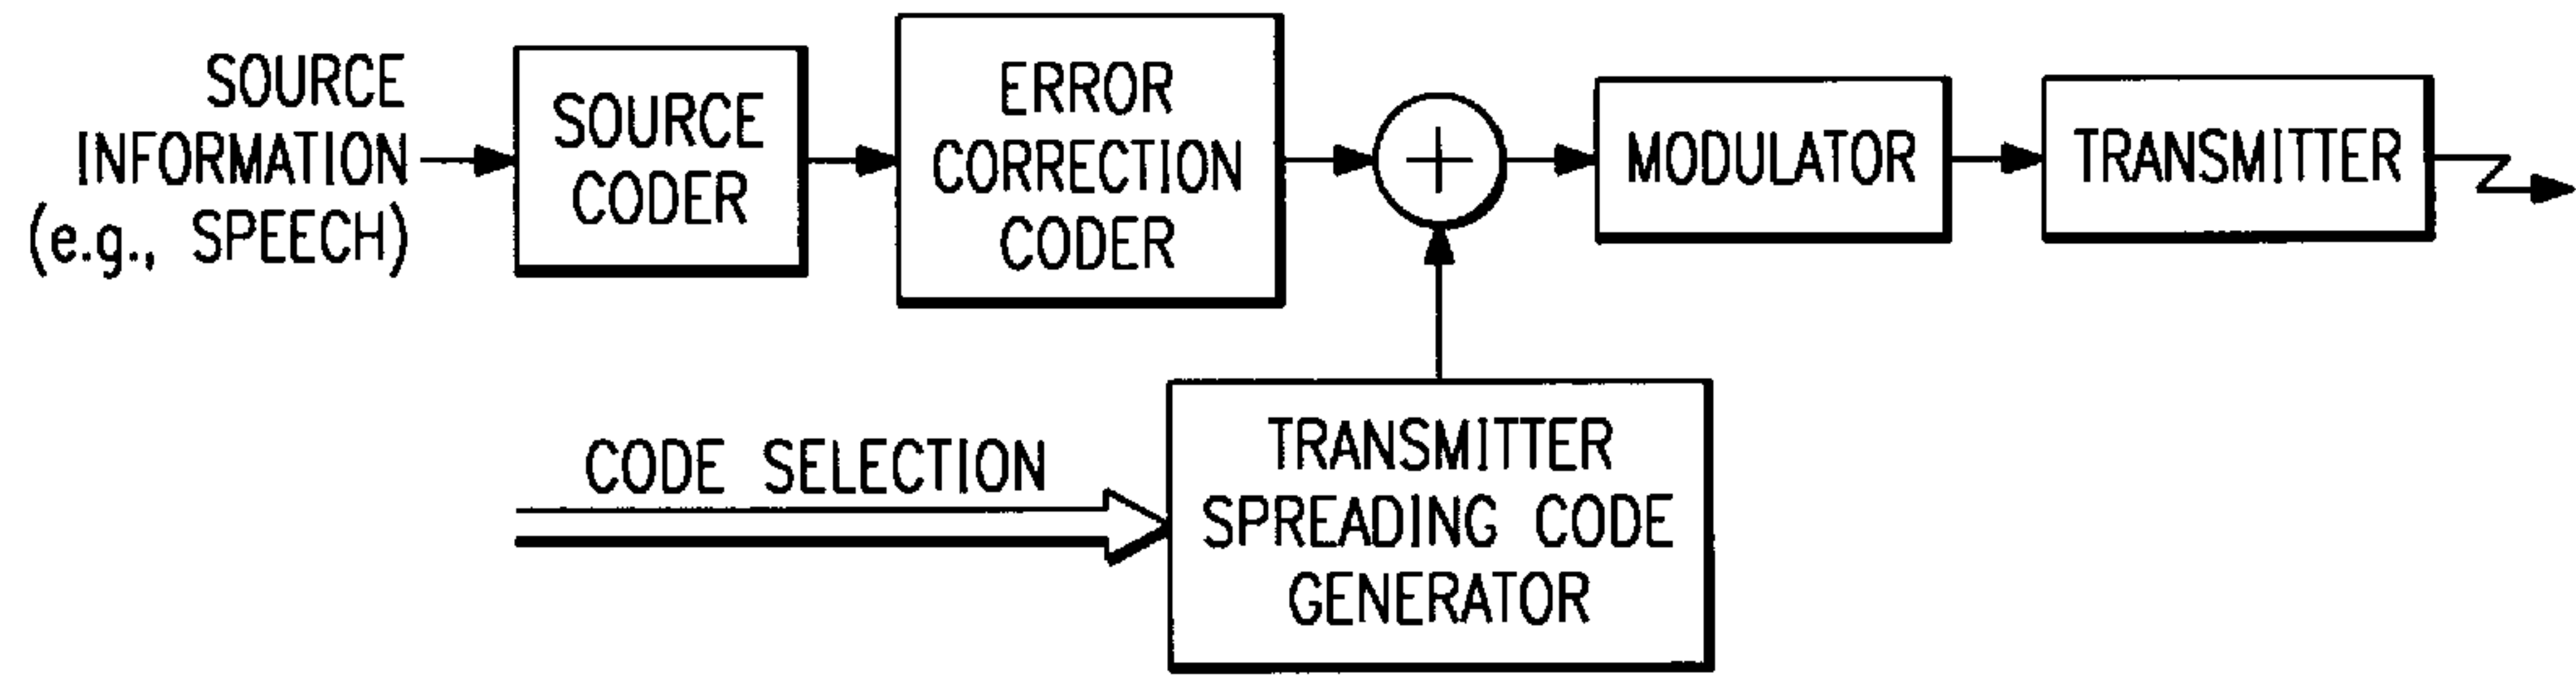 SOURCE
INFORMATION
(e.g., SPEECH)
SOURCE
CODER
ERROR
CORRECTION
CODER
+
MODULATOR
TRANSMITTER
CODE SELECTION
TRANSMITTER
SPREADING CODE
GENERATOR